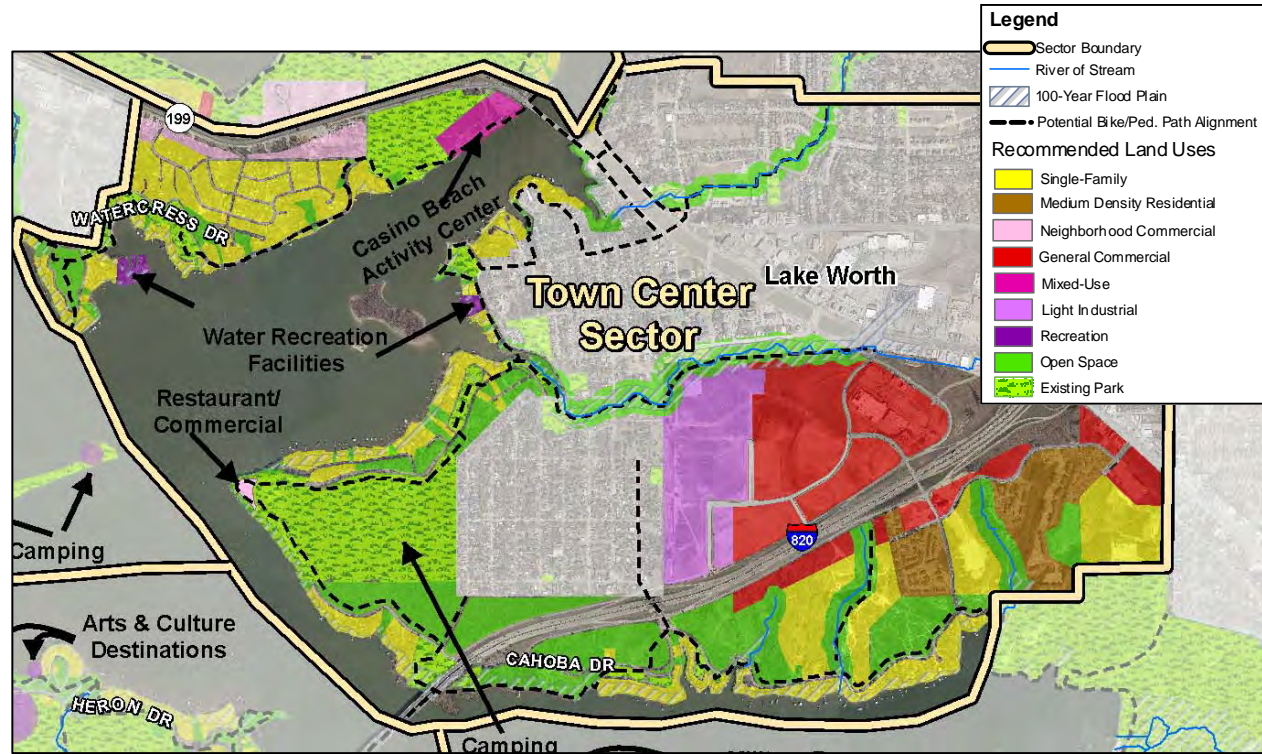 Legend
Sector Boundary
River of Stream
100-Year Flood Plain
Potential Bike/Ped. Path Alignment
Recommended Land Uses
Single-Family
Medium Density Residential
Neighborhood Commercial
General Commercial
Mixed-Use
Light Industrial
Recreation
Open Space
Existing Park
199
WATERCRESS DR
Casino Beach
Activity Center
Lake Worth
Town Center
Sector
Water Recreation
Facilities
Restaurant/
Commercial
Camping
820
Arts & Culture
Destinations
CAHOBA DR
HERON DR
Camping